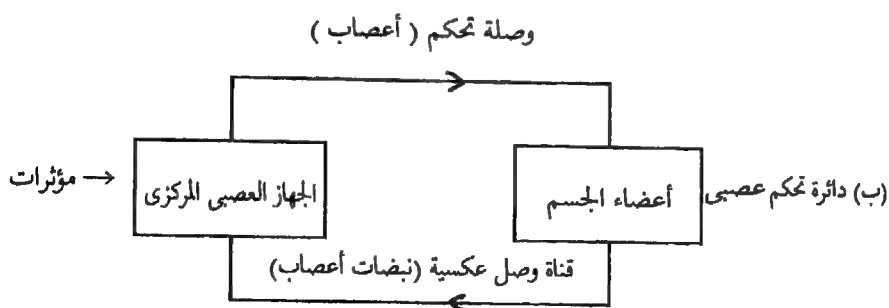 وصلة تحكم ( أعصاب )
(ب) دائرة تحكم عصبى
أعضاء الجسم
الجهاز العصبى المركزى
مؤثرات
قناة وصل عكسية (نبضات أعصاب)